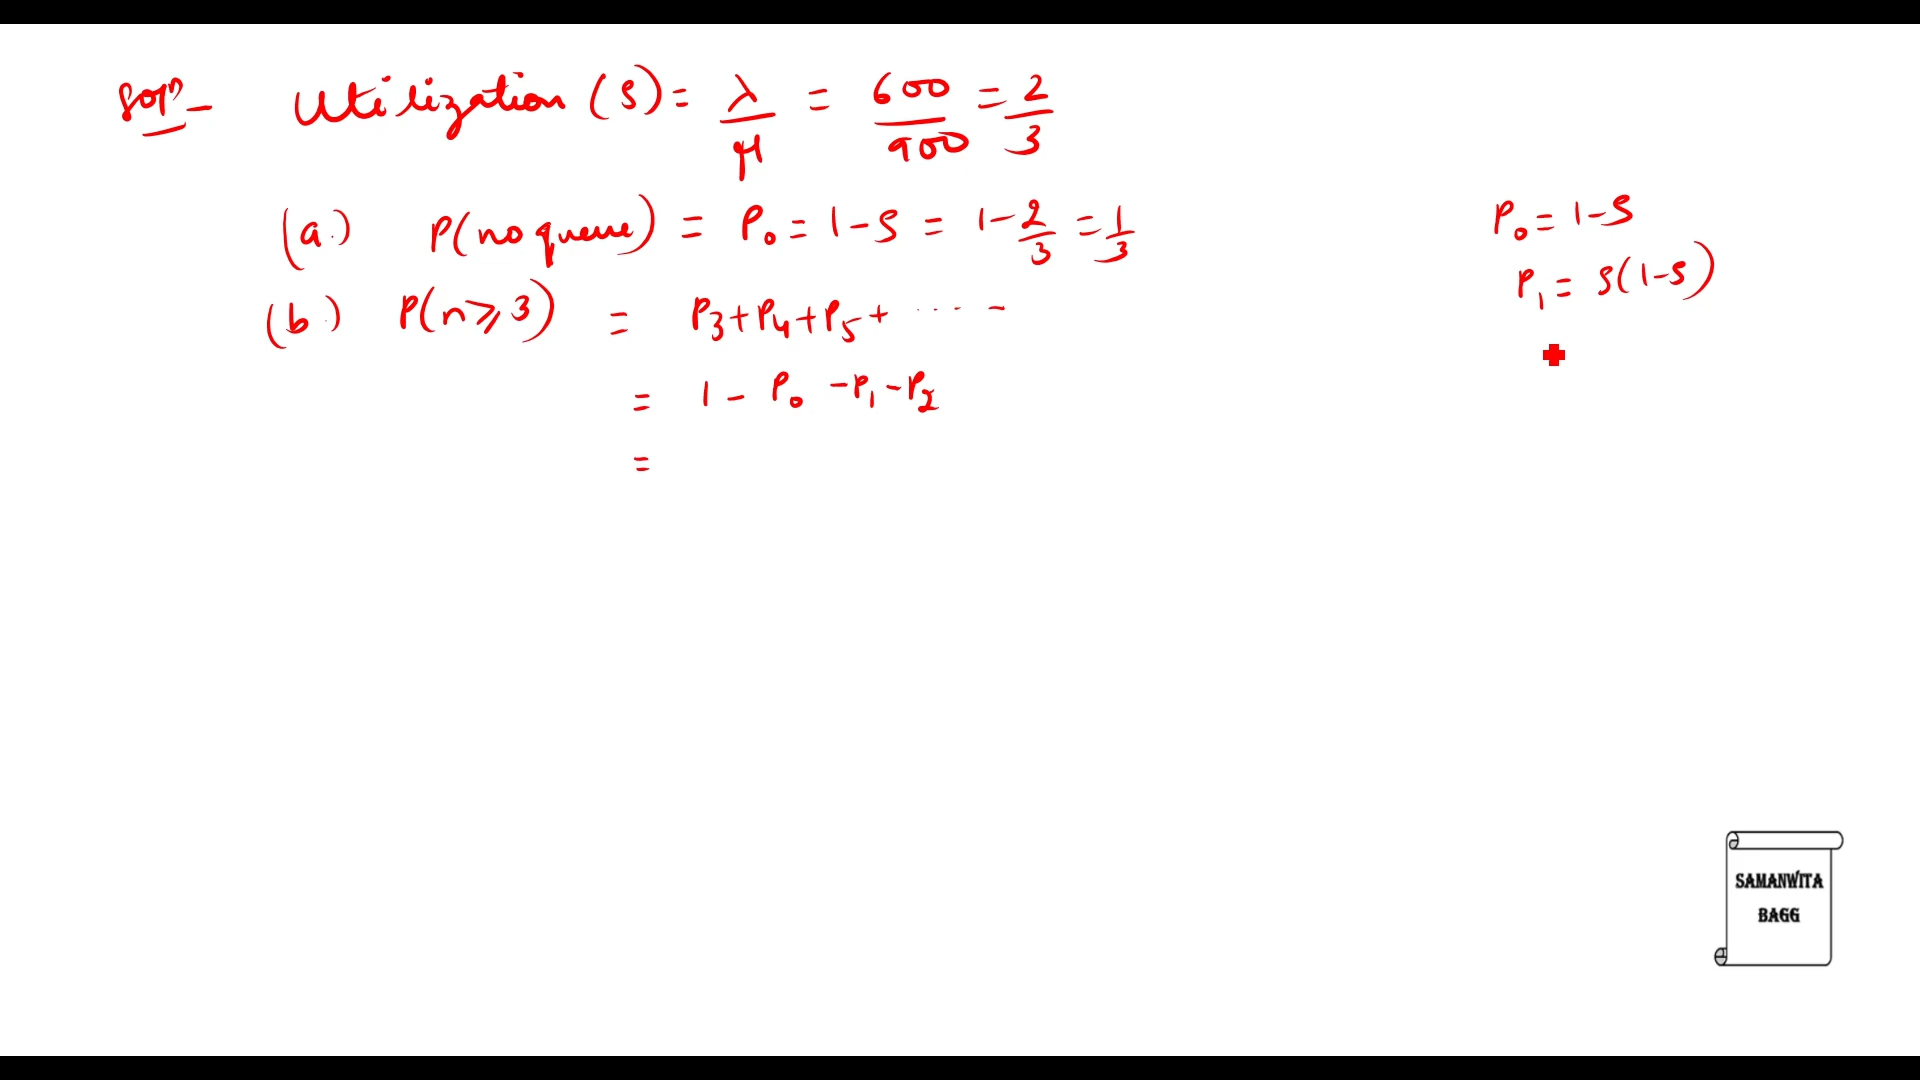 Solⁿ- Utilization (ρ) = λ/μ = 600/900 = 2/3
(a.) P(no queue) = P₀ = 1-ρ = 1-2/3 = 1/3
(b.) P(n⩾3) = P₃+P₄+P₅+ .... -
= 1 - P₀ -P₁-P₂
=
P₀ = 1-ρ
P₁ = ρ(1-ρ)
SAMANWITA
BAGG